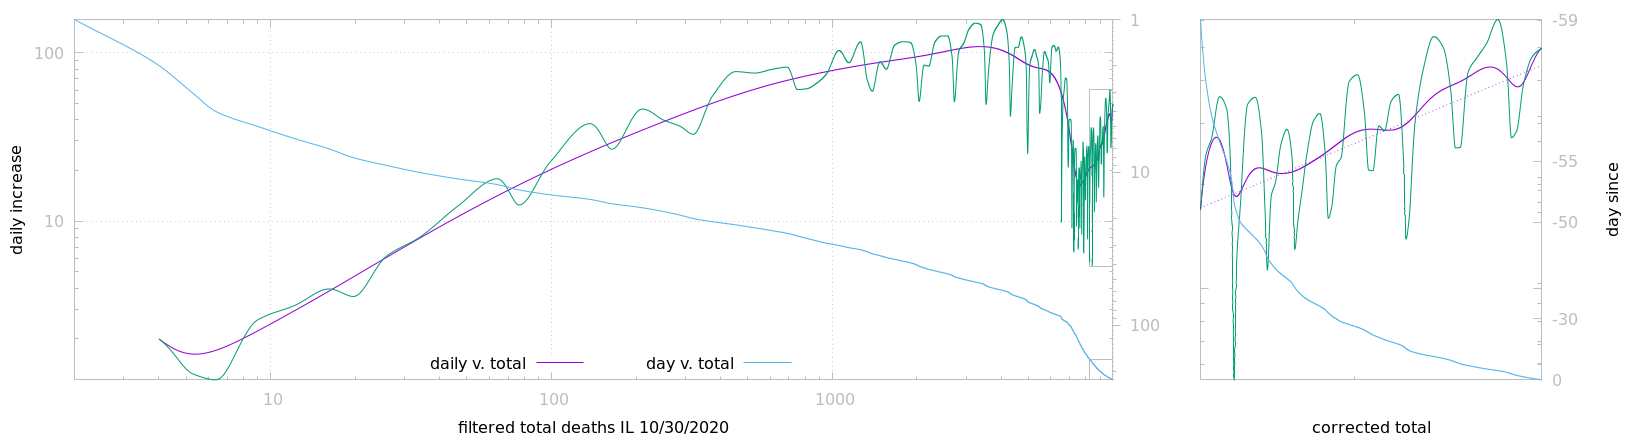 100
10
daily increase
10
100
1000
filtered total deaths IL 10/30/2020
daily v. total
day v. total
1
10
100
-59
-55
-50
-30
0
day since
corrected total